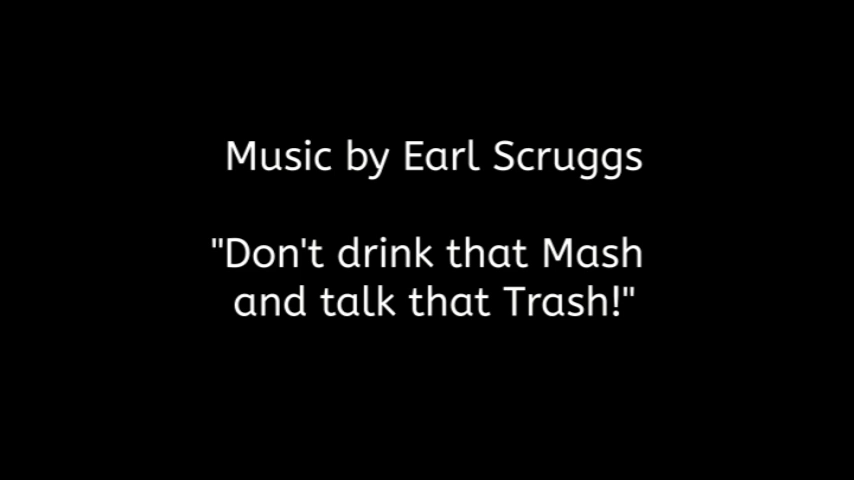 Music by Earl Scruggs
"Don't drink that Mash
and talk that Trash!"